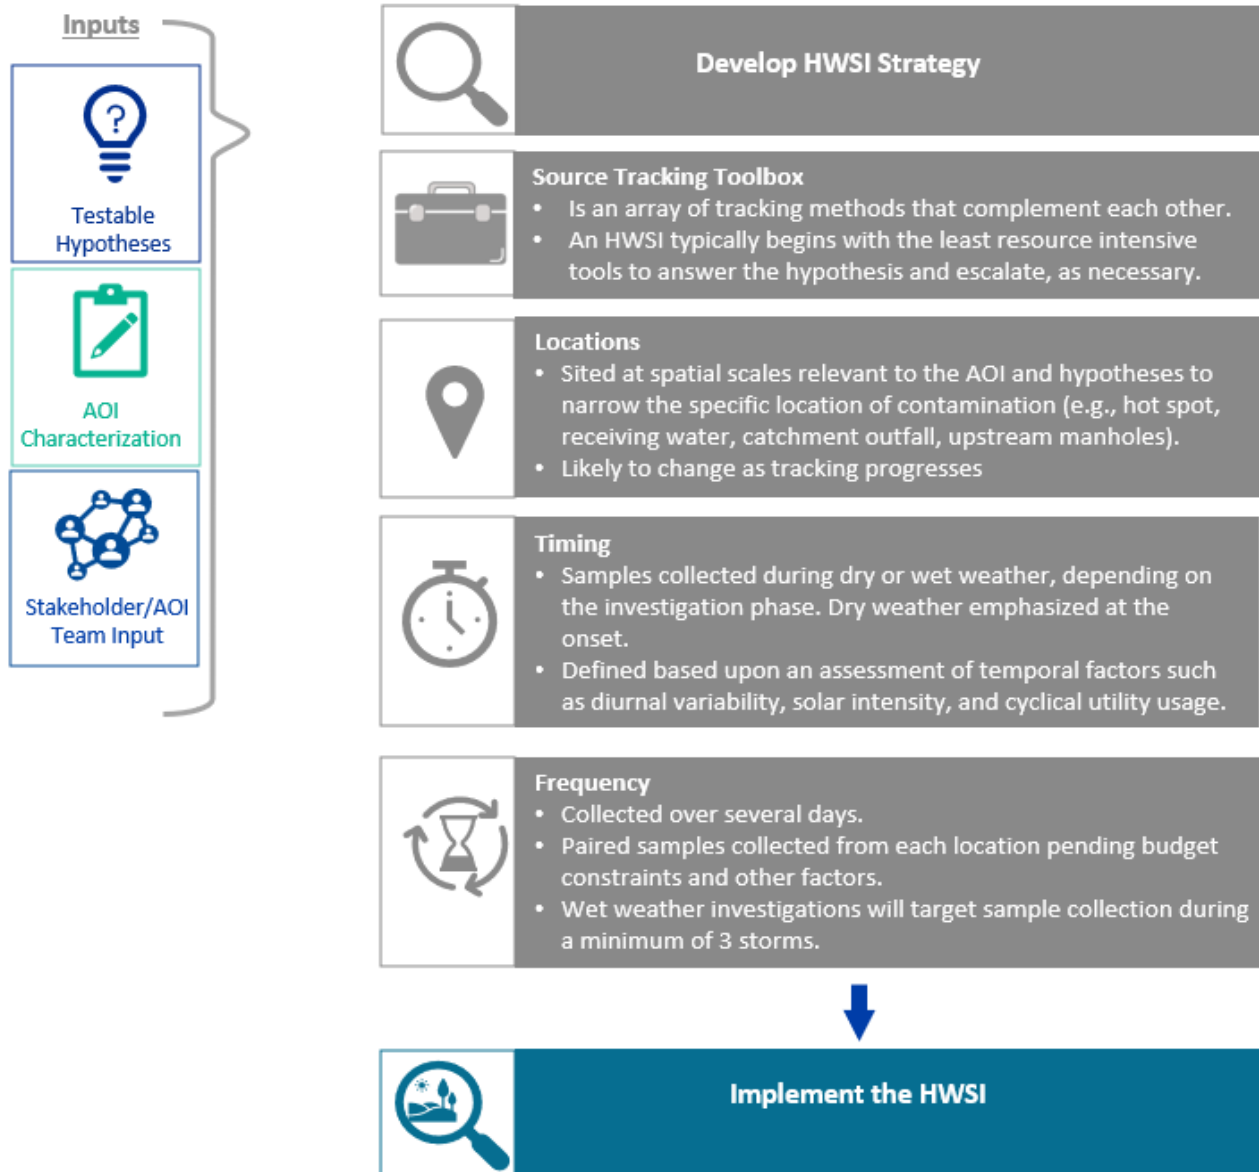 Inputs
Testable
Hypotheses
AOI
Characterization
Stakeholder/AOI
Team Input
Develop HWSI Strategy
Source Tracking Toolbox
• Is an array of tracking methods that complement each other.
• An HWSI typically begins with the least resource intensive
tools to answer the hypothesis and escalate, as necessary.
Locations
• Sited at spatial scales relevant to the AOI and hypotheses to
narrow the specific location of contamination (e.g., hot spot,
receiving water, catchment outfall, upstream manholes).
• Likely to change as tracking progresses
Timing
• Samples collected during dry or wet weather, depending on
the investigation phase. Dry weather emphasized at the
onset.
• Defined based upon an assessment of temporal factors such
as diurnal variability, solar intensity, and cyclical utility usage.
Frequency
• Collected over several days.
• Paired samples collected from each location pending budget
constraints and other factors.
• Wet weather investigations will target sample collection during
a minimum of 3 storms.
Implement the HWSI